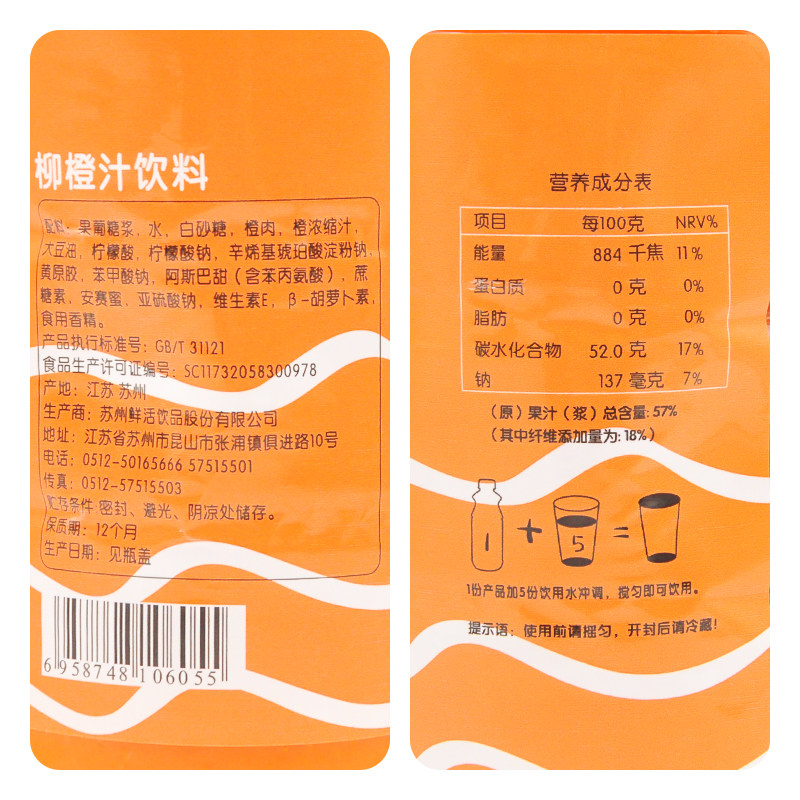 柳橙汁饮料
配料：果葡糖浆、水、白砂糖、橙肉、橙浓缩汁、
大豆油、柠檬酸、柠檬酸钠、辛烯基琥珀酸淀粉钠、
黄原胶、苯甲酸钠、阿斯巴甜（含苯丙氨酸）、蔗
糖素、安赛蜜、亚硫酸钠、维生素E、β-胡萝卜素、
食用香精。
产品执行标准号：GB/T 31121
食品生产许可证编号：SC11732058300978
产地：江苏 苏州
生产商：苏州鲜活饮品股份有限公司
地址：江苏省苏州市昆山市张浦镇俱进路10号
电话：0512-50165666 57515501
传真：0512-57515503
贮存条件:密封、避光、阴凉处储存。
保质期：12个月
生产日期：见瓶盖
6 958748 106055
营养成分表
项目 每100克 NRV%
能量 884 千焦 11%
蛋白质 0 克 0%
脂肪 0 克 0%
碳水化合物 52.0 克 17%
钠 137 毫克 7%
（原）果汁（浆）总含量: 57%
（其中纤维添加量为: 18%）
1 + 5 =
1份产品加5份饮用水冲调，搅匀即可饮用。
提示语：使用前请摇匀，开封后请冷藏!